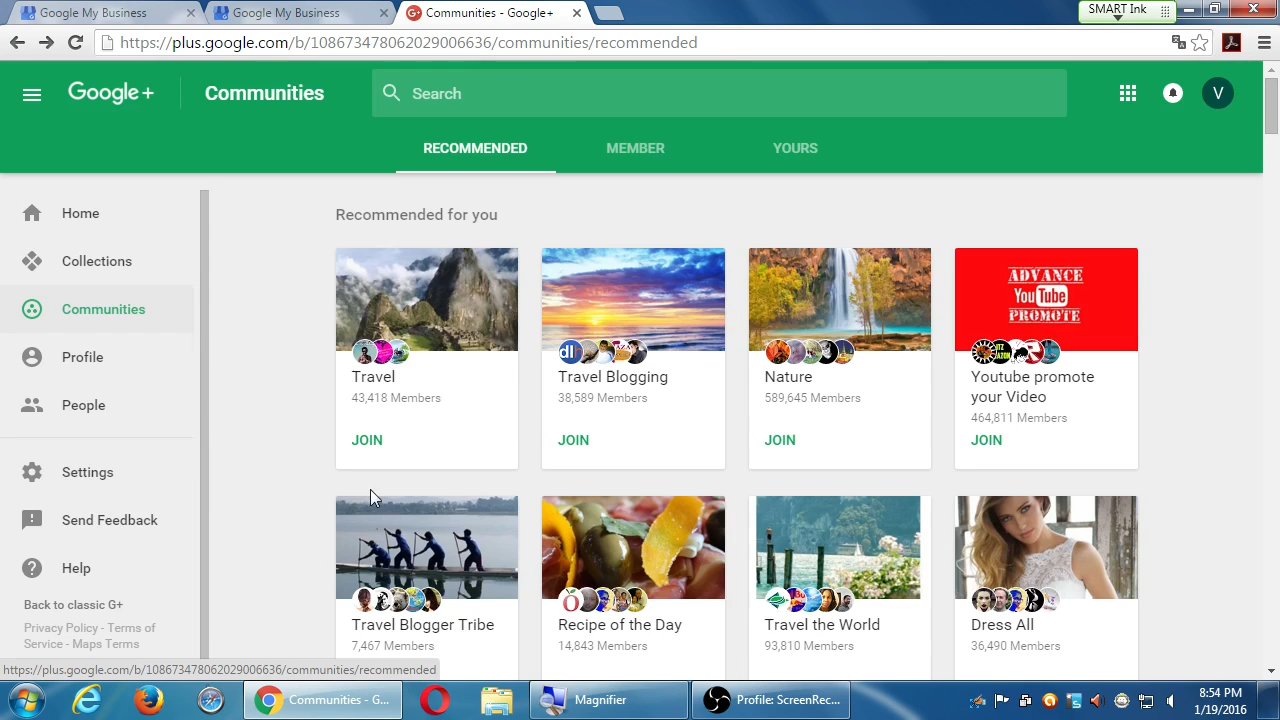 Google My Business
Google My Business
Communities - Google+
SMART Ink
https://plus.google.com/b/108673478062029006636/communities/recommended
Google+
Communities
Search
V
RECOMMENDED
MEMBER
YOURS
Home
Collections
Communities
Profile
People
Settings
Send Feedback
Help
Back to classic G+
Privacy Policy - Terms of
Service - Maps Terms
Recommended for you
ADVANCE
YouTube
PROMOTE
Travel
43,418 Members
JOIN
Travel Blogging
38,589 Members
JOIN
Nature
589,645 Members
JOIN
Youtube promote
your Video
464,811 Members
JOIN
Travel Blogger Tribe
7,467 Members
Recipe of the Day
14,843 Members
Travel the World
93,810 Members
Dress All
36,490 Members
https://plus.google.com/b/108673478062029006636/communities/recommended
Communities - G...
Magnifier
Profile: ScreenRec...
8:54 PM
1/19/2016